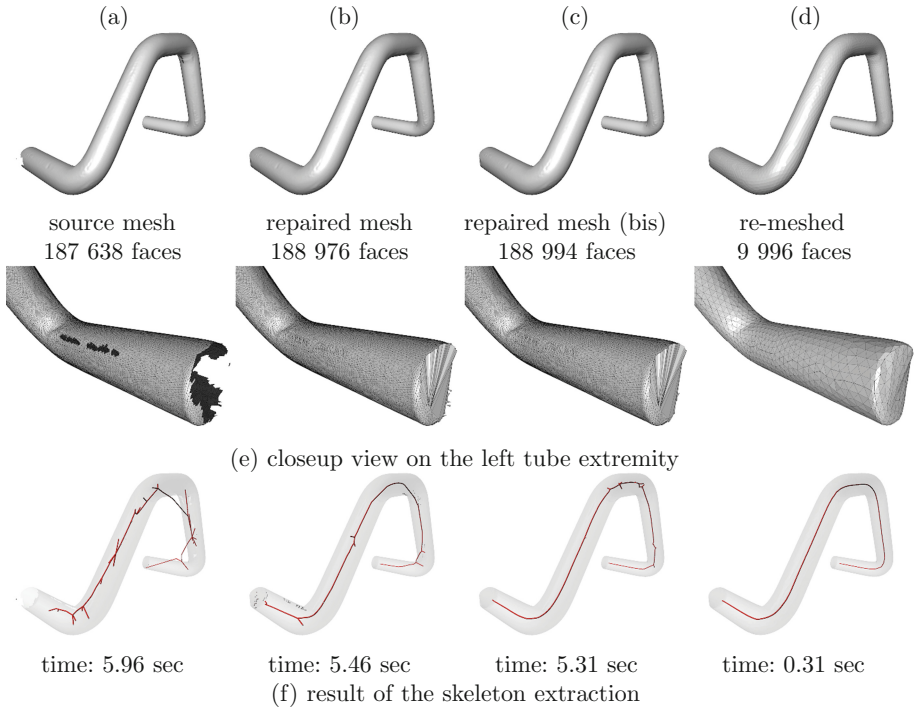 (a) (b) (c) (d)
source mesh repaired mesh repaired mesh (bis) re-meshed
187 638 faces 188 976 faces 188 994 faces 9 996 faces
(e) closeup view on the left tube extremity
time: 5.96 sec time: 5.46 sec time: 5.31 sec time: 0.31 sec
(f) result of the skeleton extraction